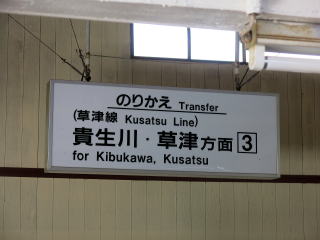 のりかえ Transfer
(草津線 Kusatsu Line)
貴生川・草津方面 3
for Kibukawa, Kusatsu